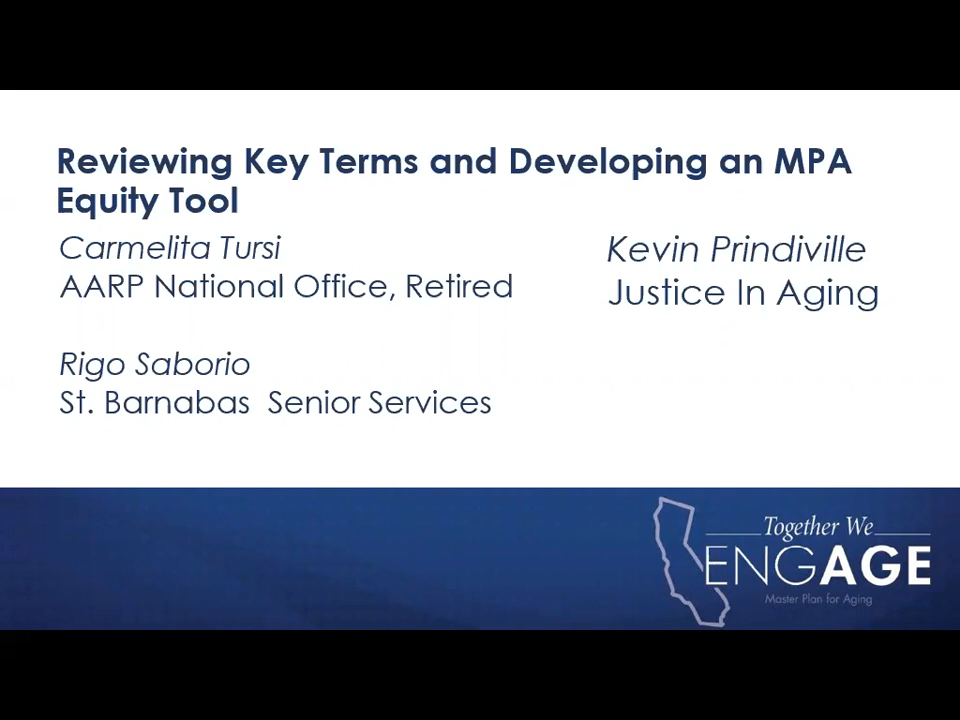 Reviewing Key Terms and Developing an MPA
Equity Tool
Carmelita Tursi
AARP National Office, Retired
Rigo Saborio
St. Barnabas  Senior Services
Kevin Prindiville
Justice In Aging
Together We
ENGAGE
Master Plan for Aging